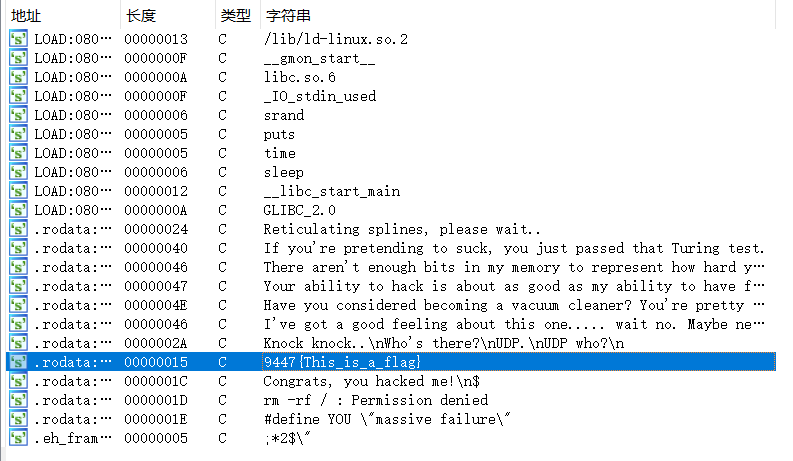 地址 长度 类型 字符串
LOAD:080… 00000013 C /lib/ld-linux.so.2
LOAD:080… 0000000F C __gmon_start__
LOAD:080… 0000000A C libc.so.6
LOAD:080… 0000000F C _IO_stdin_used
LOAD:080… 00000006 C srand
LOAD:080… 00000005 C puts
LOAD:080… 00000005 C time
LOAD:080… 00000006 C sleep
LOAD:080… 00000012 C __libc_start_main
LOAD:080… 0000000A C GLIBC_2.0
.rodata:… 00000024 C Reticulating splines, please wait..
.rodata:… 00000040 C If you're pretending to suck, you just passed that Turing test.
.rodata:… 00000046 C There aren't enough bits in my memory to represent how hard y…
.rodata:… 00000047 C Your ability to hack is about as good as my ability to have f…
.rodata:… 0000004E C Have you considered becoming a vacuum cleaner? You're pretty …
.rodata:… 00000046 C I've got a good feeling about this one..... wait no. Maybe ne…
.rodata:… 0000002A C Knock knock..\nWho's there?\nUDP.\nUDP who?\n
.rodata:… 00000015 C 9447{This_is_a_flag}
.rodata:… 0000001C C Congrats, you hacked me!\n$
.rodata:… 0000001D C rm -rf / : Permission denied
.rodata:… 0000001E C #define YOU \"massive failure\"
.eh_fram… 00000005 C ;*2$\"